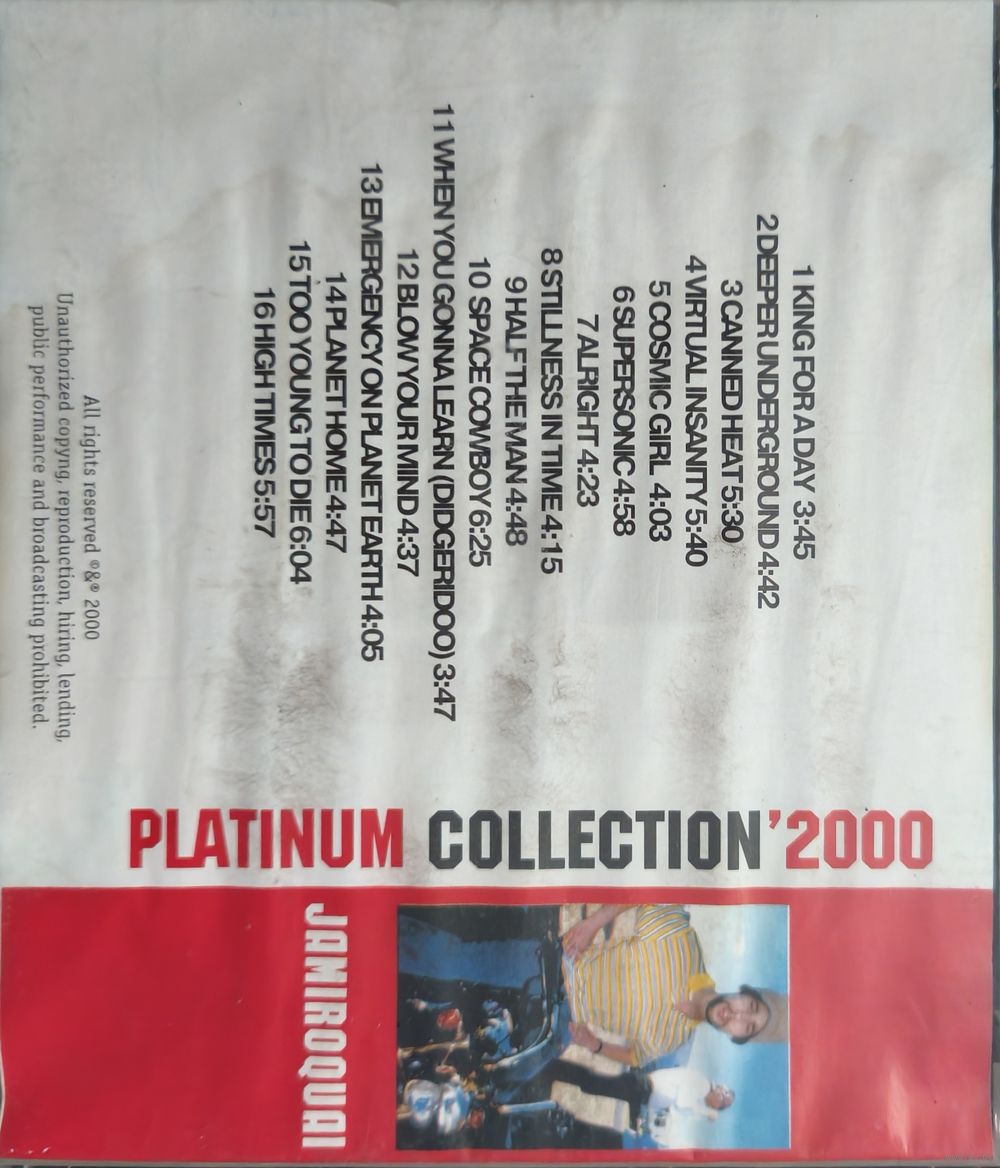 1 KING FOR A DAY 3:45
2 DEEPER UNDERGROUND 4:42
3 CANNED HEAT 5:30
4 VIRTUAL INSANITY 5:40
5 COSMIC GIRL 4:03
6 SUPERSONIC 4:58
7 ALRIGHT 4:23
8 STILLNESS IN TIME 4:15
9 HALF THE MAN 4:48
10 SPACE COWBOY 6:25
11 WHEN YOU GONNA LEARN (DIDGERIDOO) 3:47
12 BLOW YOUR MIND 4:37
13 EMERGENCY ON PLANET EARTH 4:05
14 PLANET HOME 4:47
15 TOO YOUNG TO DIE 6:04
16 HIGH TIMES 5:57
All rights reserved ®&® 2000
Unauthorized copyng, reproduction, hiring, lending,
public performance and broadcasting prohibited.
PLATINUM COLLECTION'2000
JAMIROQUAI